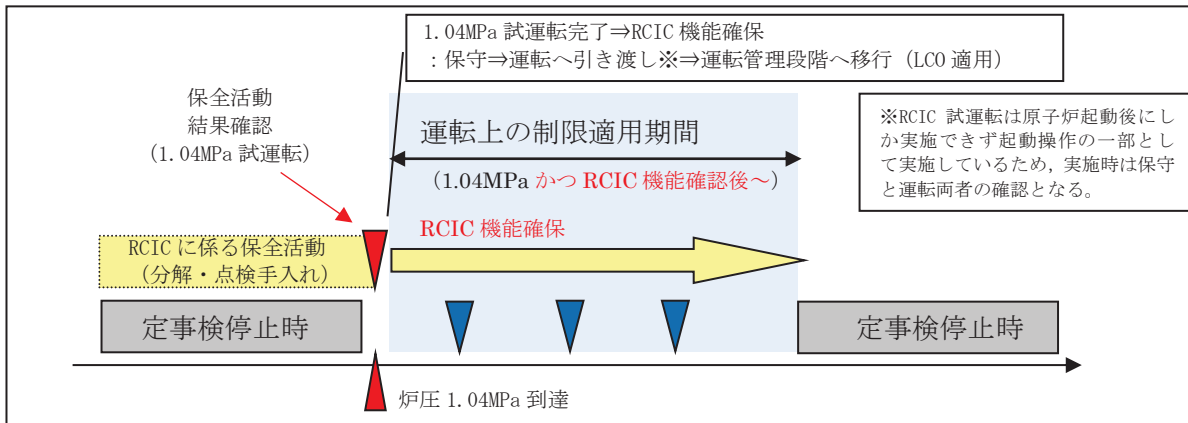 1.04MPa 試運転完了⇒RCIC 機能確保
：保守⇒運転へ引き渡し※⇒運転管理段階へ移行（LCO 適用）
保全活動
結果確認
（1.04MPa 試運転）
運転上の制限適用期間
（1.04MPa かつ RCIC 機能確認後～）
※RCIC 試運転は原子炉起動後にし
か実施できず起動操作の一部とし
て実施しているため，実施時は保守
と運転両者の確認となる。
RCIC 機能確保
RCIC に係る保全活動
（分解・点検手入れ）
定事検停止時
定事検停止時
炉圧 1.04MPa 到達